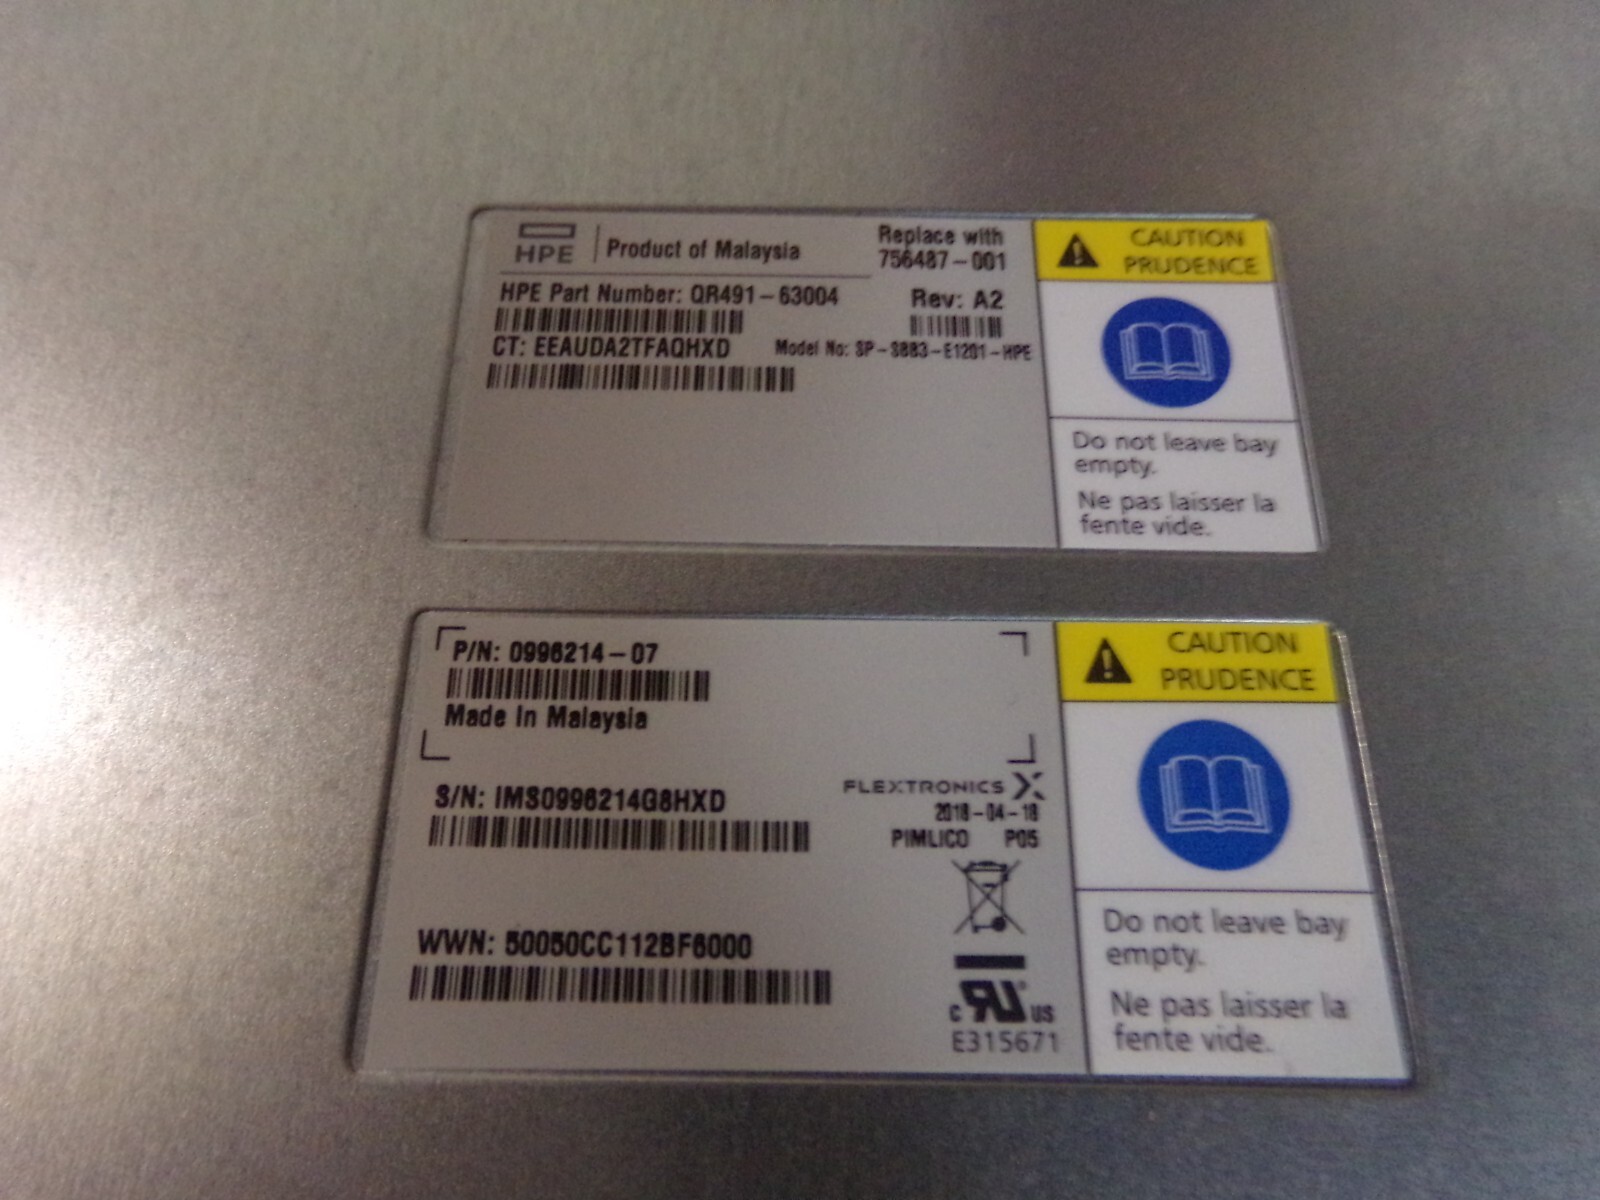 HPE Product of Malaysia
Replace with
756487-001
HPE Part Number: QR491-63004
Rev: A2
CT: EEAUDA2TFAQHXD
Model No: SP-S883-E1201-HPE
CAUTION
PRUDENCE
Do not leave bay
empty.
Ne pas laisser la
fente vide.
P/N: 0996214-07
Made In Malaysia
S/N: IMS0996214G8HXD
FLEXTRONICS
2018-04-18
PIMLICO P05
WWN: 50050CC1128F6000
c RU US
E315671
CAUTION
PRUDENCE
Do not leave bay
empty.
Ne pas laisser la
fente vide.